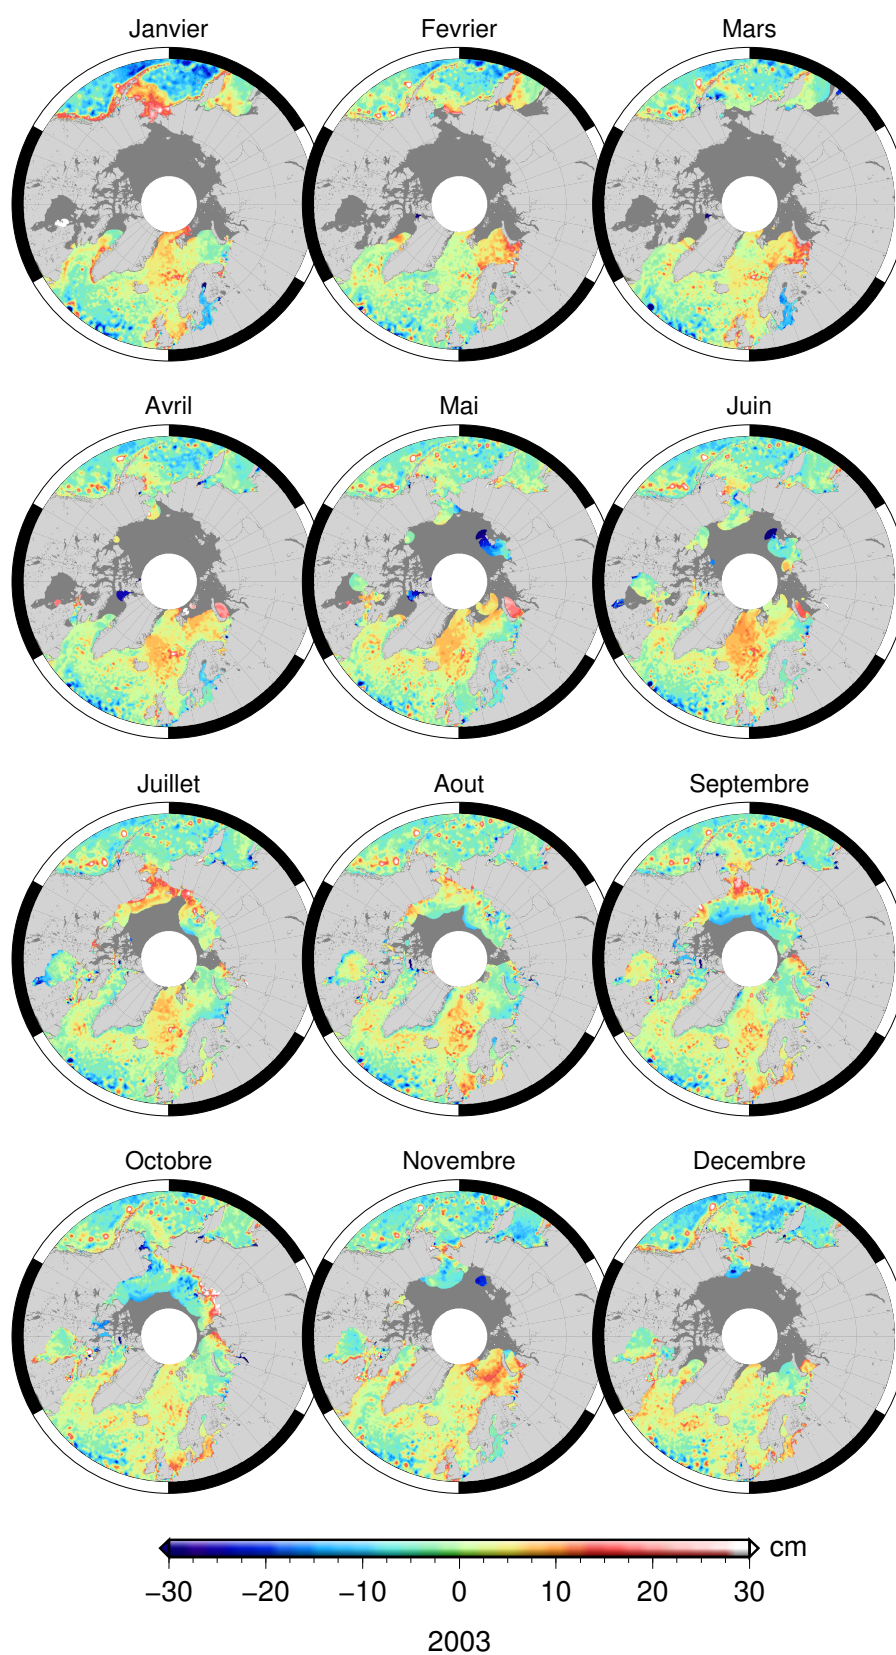 Janvier Fevrier Mars
Avril Mai Juin
Juillet Aout Septembre
Octobre Novembre Decembre
cm
−30 −20 −10 0 10 20 30
2003